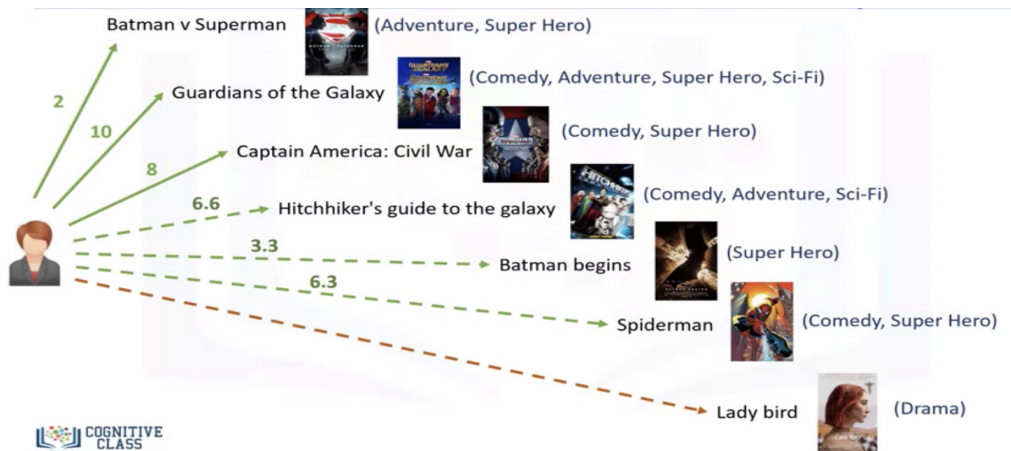 Batman v Superman (Adventure, Super Hero)
Guardians of the Galaxy (Comedy, Adventure, Super Hero, Sci-Fi)
2
10
Captain America: Civil War (Comedy, Super Hero)
8
Hitchhiker's guide to the galaxy (Comedy, Adventure, Sci-Fi)
6.6
3.3
Batman begins (Super Hero)
6.3
Spiderman (Comedy, Super Hero)
Lady bird (Drama)
COGNITIVE
CLASS